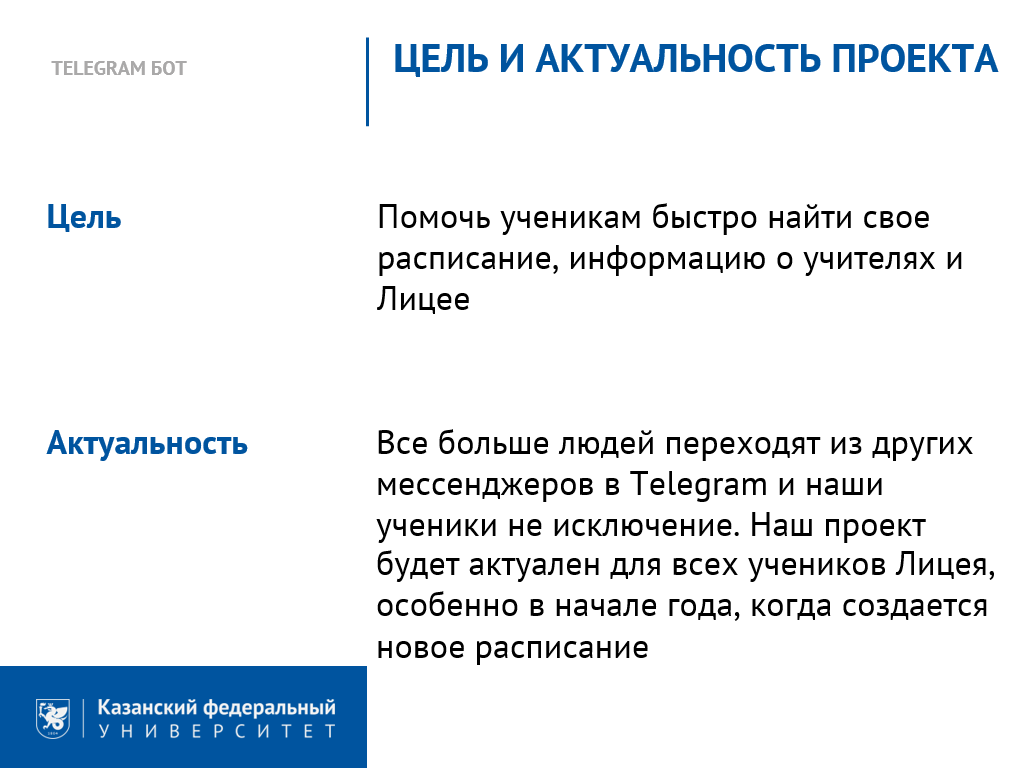 TELEGRAM БОТ
ЦЕЛЬ И АКТУАЛЬНОСТЬ ПРОЕКТА
Цель
Помочь ученикам быстро найти свое
расписание, информацию о учителях и
Лицее
Актуальность
Все больше людей переходят из других
мессенджеров в Telegram и наши
ученики не исключение. Наш проект
будет актуален для всех учеников Лицея,
особенно в начале года, когда создается
новое расписание
Казанский федеральный
УНИВЕРСИТЕТ